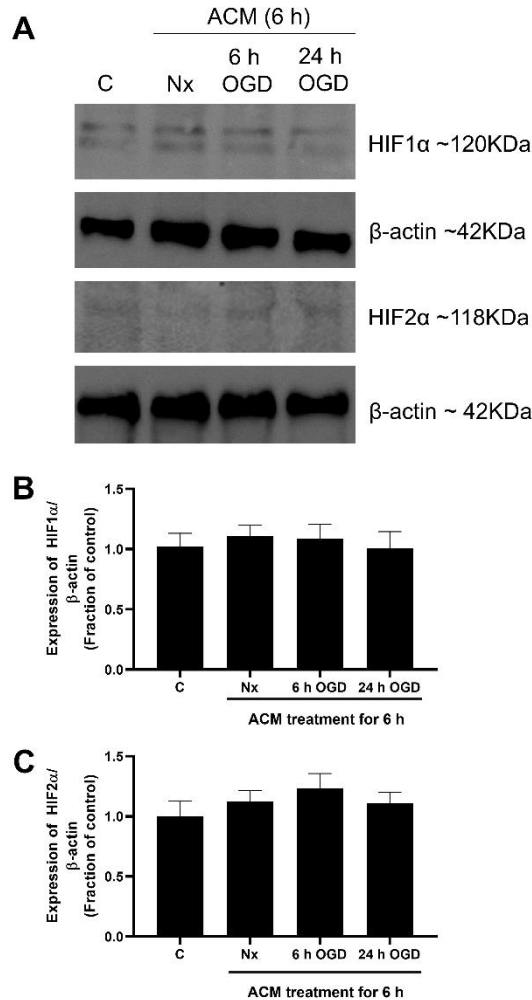 A
ACM (6 h)
C Nx 6 h OGD 24 h OGD
HIF1α ~120KDa
β-actin ~42KDa
HIF2α ~118KDa
β-actin ~ 42KDa
B
Expression of HIF1α/
β-actin
(Fraction of control)
1.5
1.0
0.5
0.0
C Nx 6 h OGD 24 h OGD
ACM treatment for 6 h
C
Expression of HIF2α/
β-actin
(Fraction of control)
1.5
1.0
0.5
0.0
C Nx 6 h OGD 24 h OGD
ACM treatment for 6 h